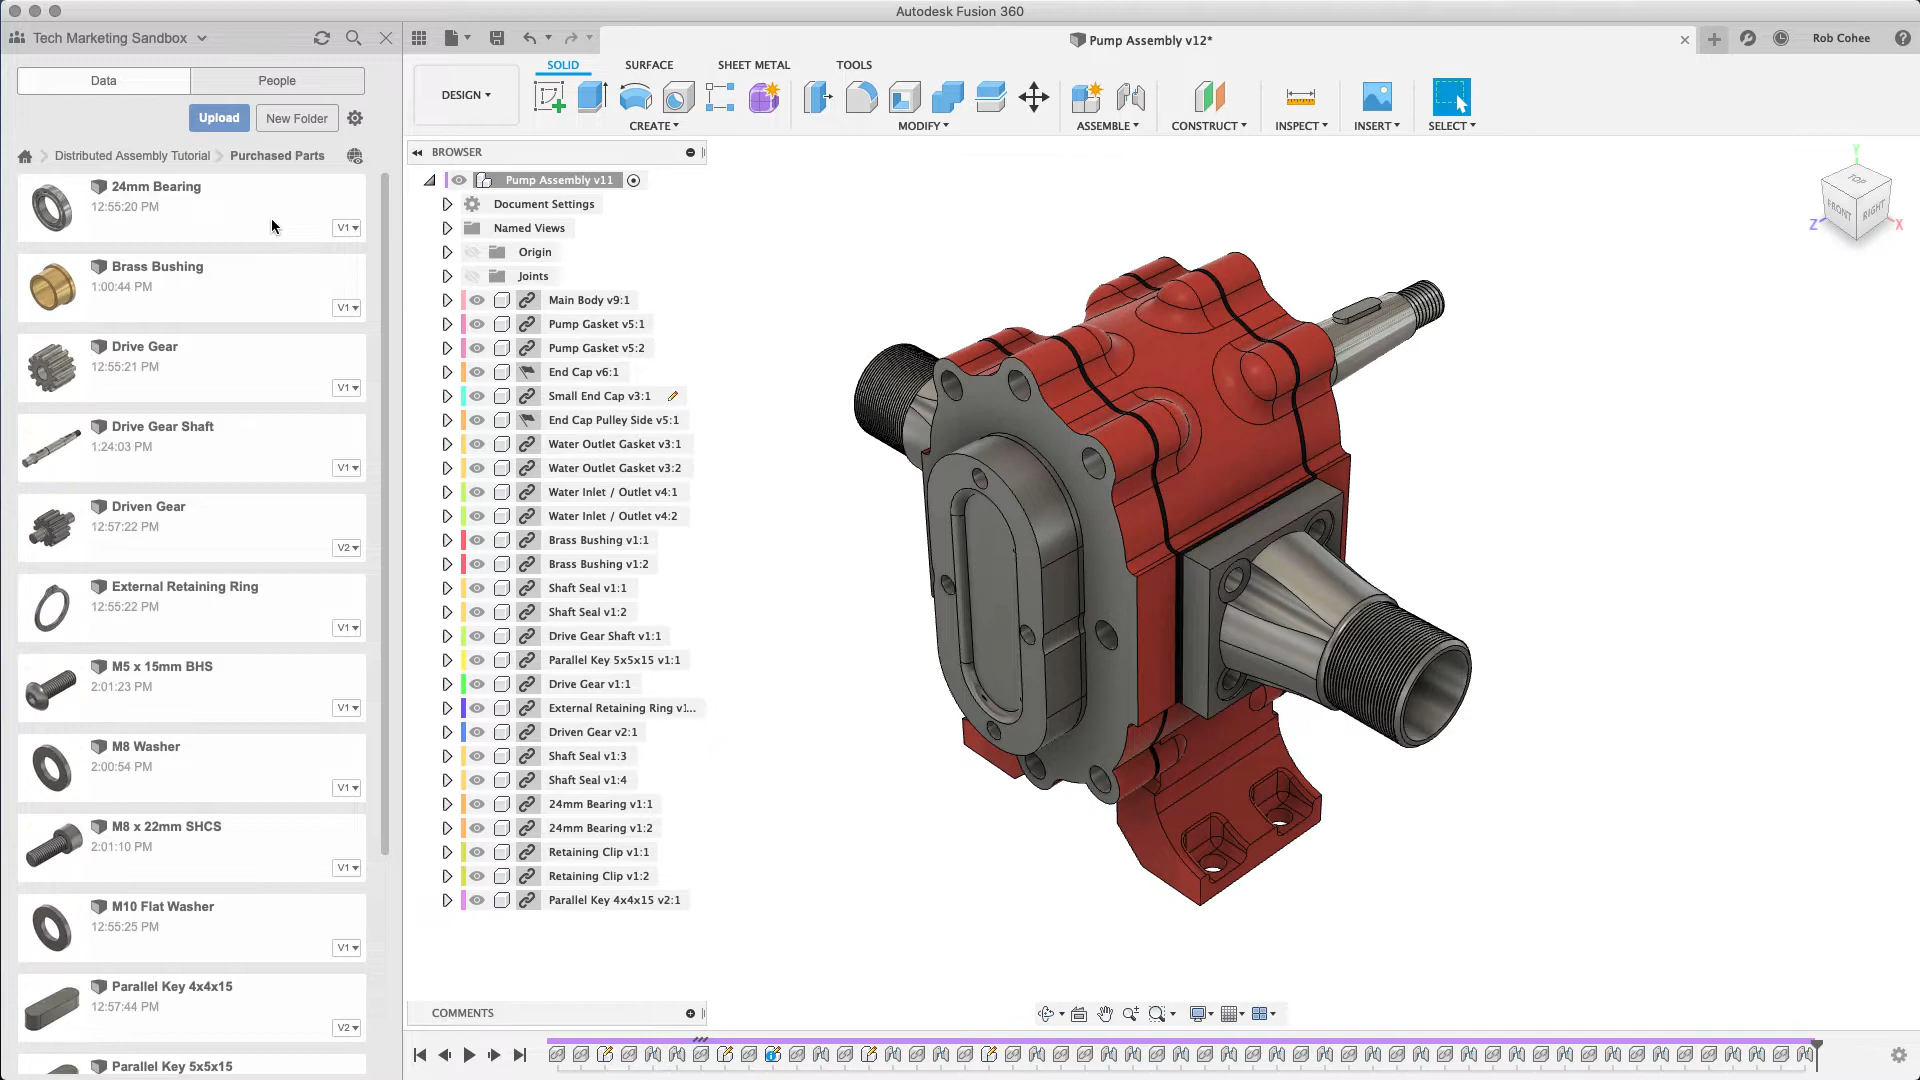 Autodesk Fusion 360
Tech Marketing Sandbox
Pump Assembly v12*
Rob Cohee
Data
People
Upload
New Folder
Distributed Assembly Tutorial
Purchased Parts
24mm Bearing
12:55:20 PM
V1
Brass Bushing
1:00:44 PM
V1
Drive Gear
12:55:21 PM
V1
Drive Gear Shaft
1:24:03 PM
V1
Driven Gear
12:57:22 PM
V2
External Retaining Ring
12:55:22 PM
V1
M5 x 15mm BHS
2:01:23 PM
V1
M8 Washer
2:00:54 PM
V1
M8 x 22mm SHCS
2:01:10 PM
V1
M10 Flat Washer
12:55:25 PM
V1
Parallel Key 4x4x15
12:57:44 PM
V2
Parallel Key 5x5x15
DESIGN
SOLID
SURFACE
SHEET METAL
TOOLS
CREATE
MODIFY
ASSEMBLE
CONSTRUCT
INSPECT
INSERT
SELECT
BROWSER
Pump Assembly v11
Document Settings
Named Views
Origin
Joints
Main Body v9:1
Pump Gasket v5:1
Pump Gasket v5:2
End Cap v6:1
Small End Cap v3:1
End Cap Pulley Side v5:1
Water Outlet Gasket v3:1
Water Outlet Gasket v3:2
Water Inlet / Outlet v4:1
Water Inlet / Outlet v4:2
Brass Bushing v1:1
Brass Bushing v1:2
Shaft Seal v1:1
Shaft Seal v1:2
Drive Gear Shaft v1:1
Parallel Key 5x5x15 v1:1
Drive Gear v1:1
External Retaining Ring v1...
Driven Gear v2:1
Shaft Seal v1:3
Shaft Seal v1:4
24mm Bearing v1:1
24mm Bearing v1:2
Retaining Clip v1:1
Retaining Clip v1:2
Parallel Key 4x4x15 v2:1
COMMENTS
Y
TOP
FRONT
RIGHT
Z
X